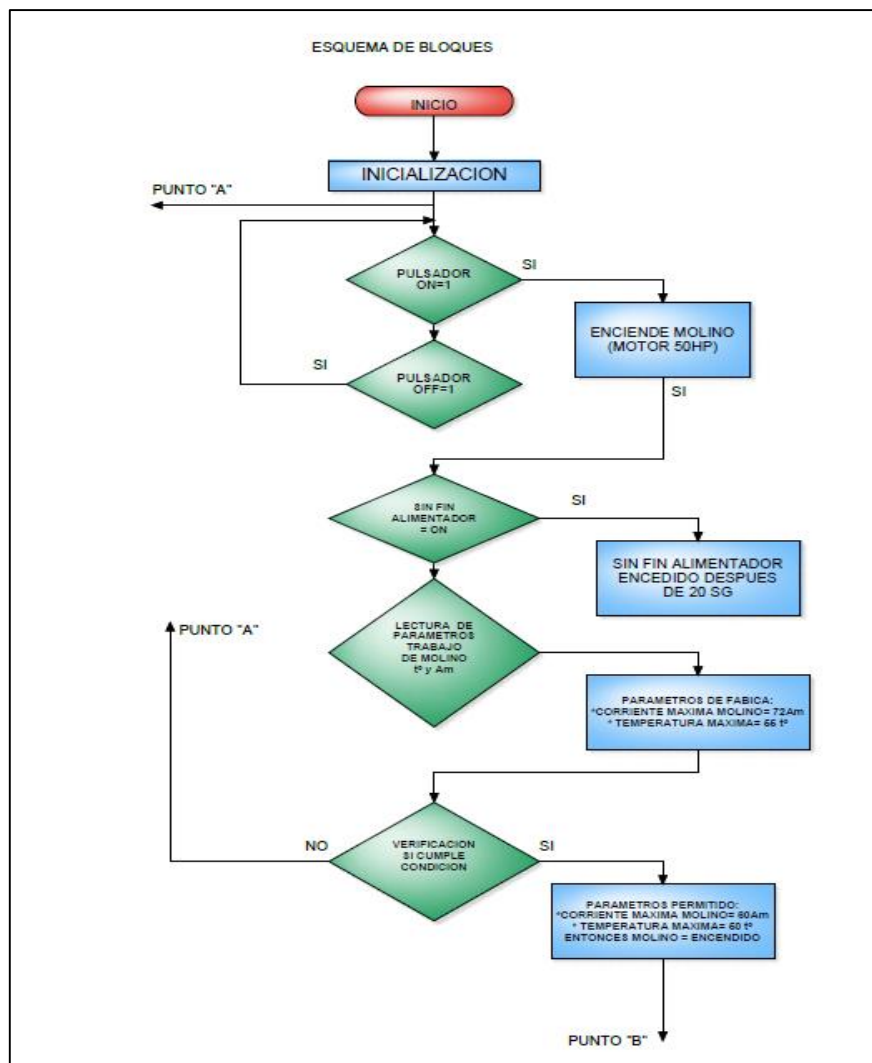 ESQUEMA DE BLOQUES
INICIO
INICIALIZACION
PUNTO "A"
PULSADOR
ON=1
SI
ENCIENDE MOLINO
(MOTOR 50HP)
PULSADOR
OFF=1
SI
SI
SIN FIN
ALIMENTADOR
= ON
SI
SIN FIN ALIMENTADOR
ENCEDIDO DESPUES
DE 20 SG
PUNTO "A"
LECTURA DE
PARAMETROS
TRABAJO
DE MOLINO
tº y Am
PARAMETROS DE FABICA:
*CORRIENTE MAXIMA MOLINO= 72Am
* TEMPERATURA MAXIMA= 55 tº
NO
VERIFICACION
SI CUMPLE
CONDICION
SI
PARAMETROS PERMITIDO:
*CORRIENTE MAXIMA MOLINO= 60Am
* TEMPERATURA MAXIMA= 50 tº
ENTONCES MOLINO = ENCENDIDO
PUNTO "B"